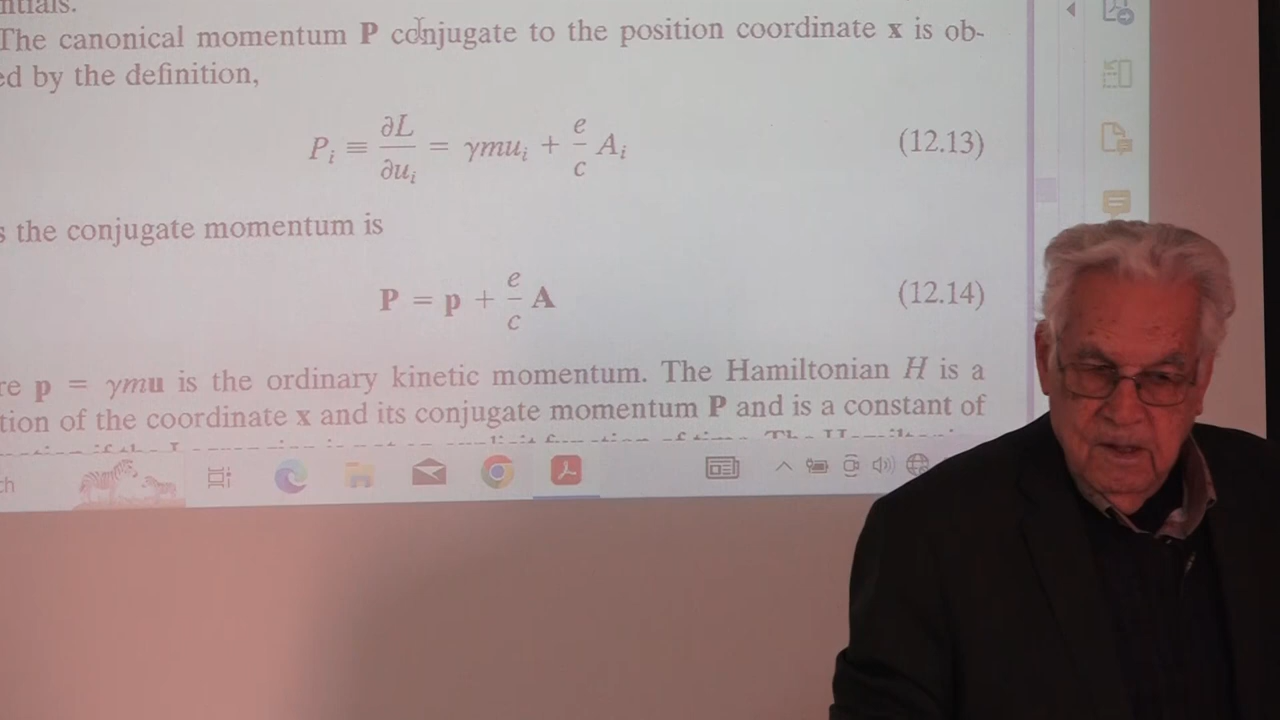 ntials.
The canonical momentum P conjugate to the position coordinate x is ob-
ed by the definition,
P_i ≡ ∂L/∂u_i = γmu_i + e/c A_i (12.13)
s the conjugate momentum is
P = p + e/c A (12.14)
re p = γmu is the ordinary kinetic momentum. The Hamiltonian H is a
tion of the coordinate x and its conjugate momentum P and is a constant of
ch